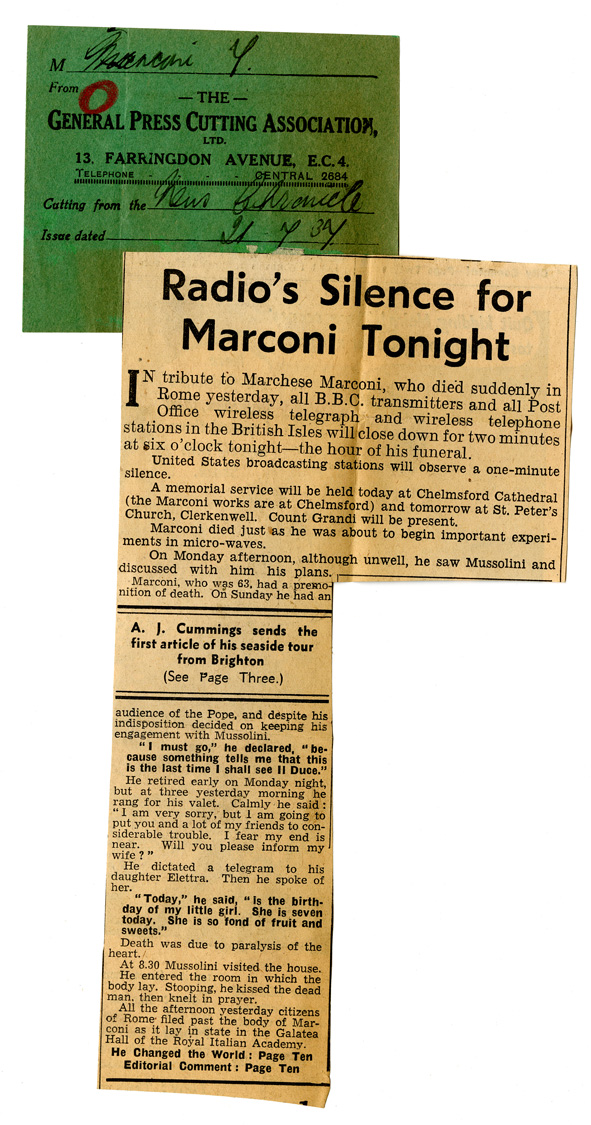 M Marconi 7.
From
— THE —
GENERAL PRESS CUTTING ASSOCIATION,
LTD.
13. FARRINGDON AVENUE, E.C.4.
TELEPHONE - - - CENTRAL 2684
Cutting from the News Chronicle
Issue dated 21 7 37
Radio's Silence for
Marconi Tonight
IN tribute to Marchese Marconi, who died suddenly in
Rome yesterday, all B.B.C. transmitters and all Post
Office wireless telegraph and wireless telephone
stations in the British Isles will close down for two minutes
at six o'clock tonight—the hour of his funeral.
United States broadcasting stations will observe a one-minute
silence.
A memorial service will be held today at Chelmsford Cathedral
(the Marconi works are at Chelmsford) and tomorrow at St. Peter's
Church, Clerkenwell. Count Grandi will be present.
Marconi died just as he was about to begin important experi-
ments in micro-waves.
On Monday afternoon, although unwell, he saw Mussolini and
discussed with him his plans.
Marconi, who was 63, had a premo-
nition of death. On Sunday he had an
A. J. Cummings sends the
first article of his seaside tour
from Brighton
(See Page Three.)
audience of the Pope, and despite his
indisposition decided on keeping his
engagement with Mussolini.
"I must go," he declared, "be-
cause something tells me that this
is the last time I shall see Il Duce."
He retired early on Monday night,
but at three yesterday morning he
rang for his valet. Calmly he said:
"I am very sorry, but I am going to
put you and a lot of my friends to con-
siderable trouble. I fear my end is
near. Will you please inform my
wife?"
He dictated a telegram to his
daughter Elettra. Then he spoke of
her.
"Today," he said, "is the birth-
day of my little girl. She is seven
today. She is so fond of fruit and
sweets."
Death was due to paralysis of the
heart.
At 8.30 Mussolini visited the house.
He entered the room in which the
body lay. Stooping, he kissed the dead
man, then knelt in prayer.
All the afternoon yesterday citizens
of Rome filed past the body of Mar-
coni as it lay in state in the Galatea
Hall of the Royal Italian Academy.
He Changed the World: Page Ten
Editorial Comment: Page Ten